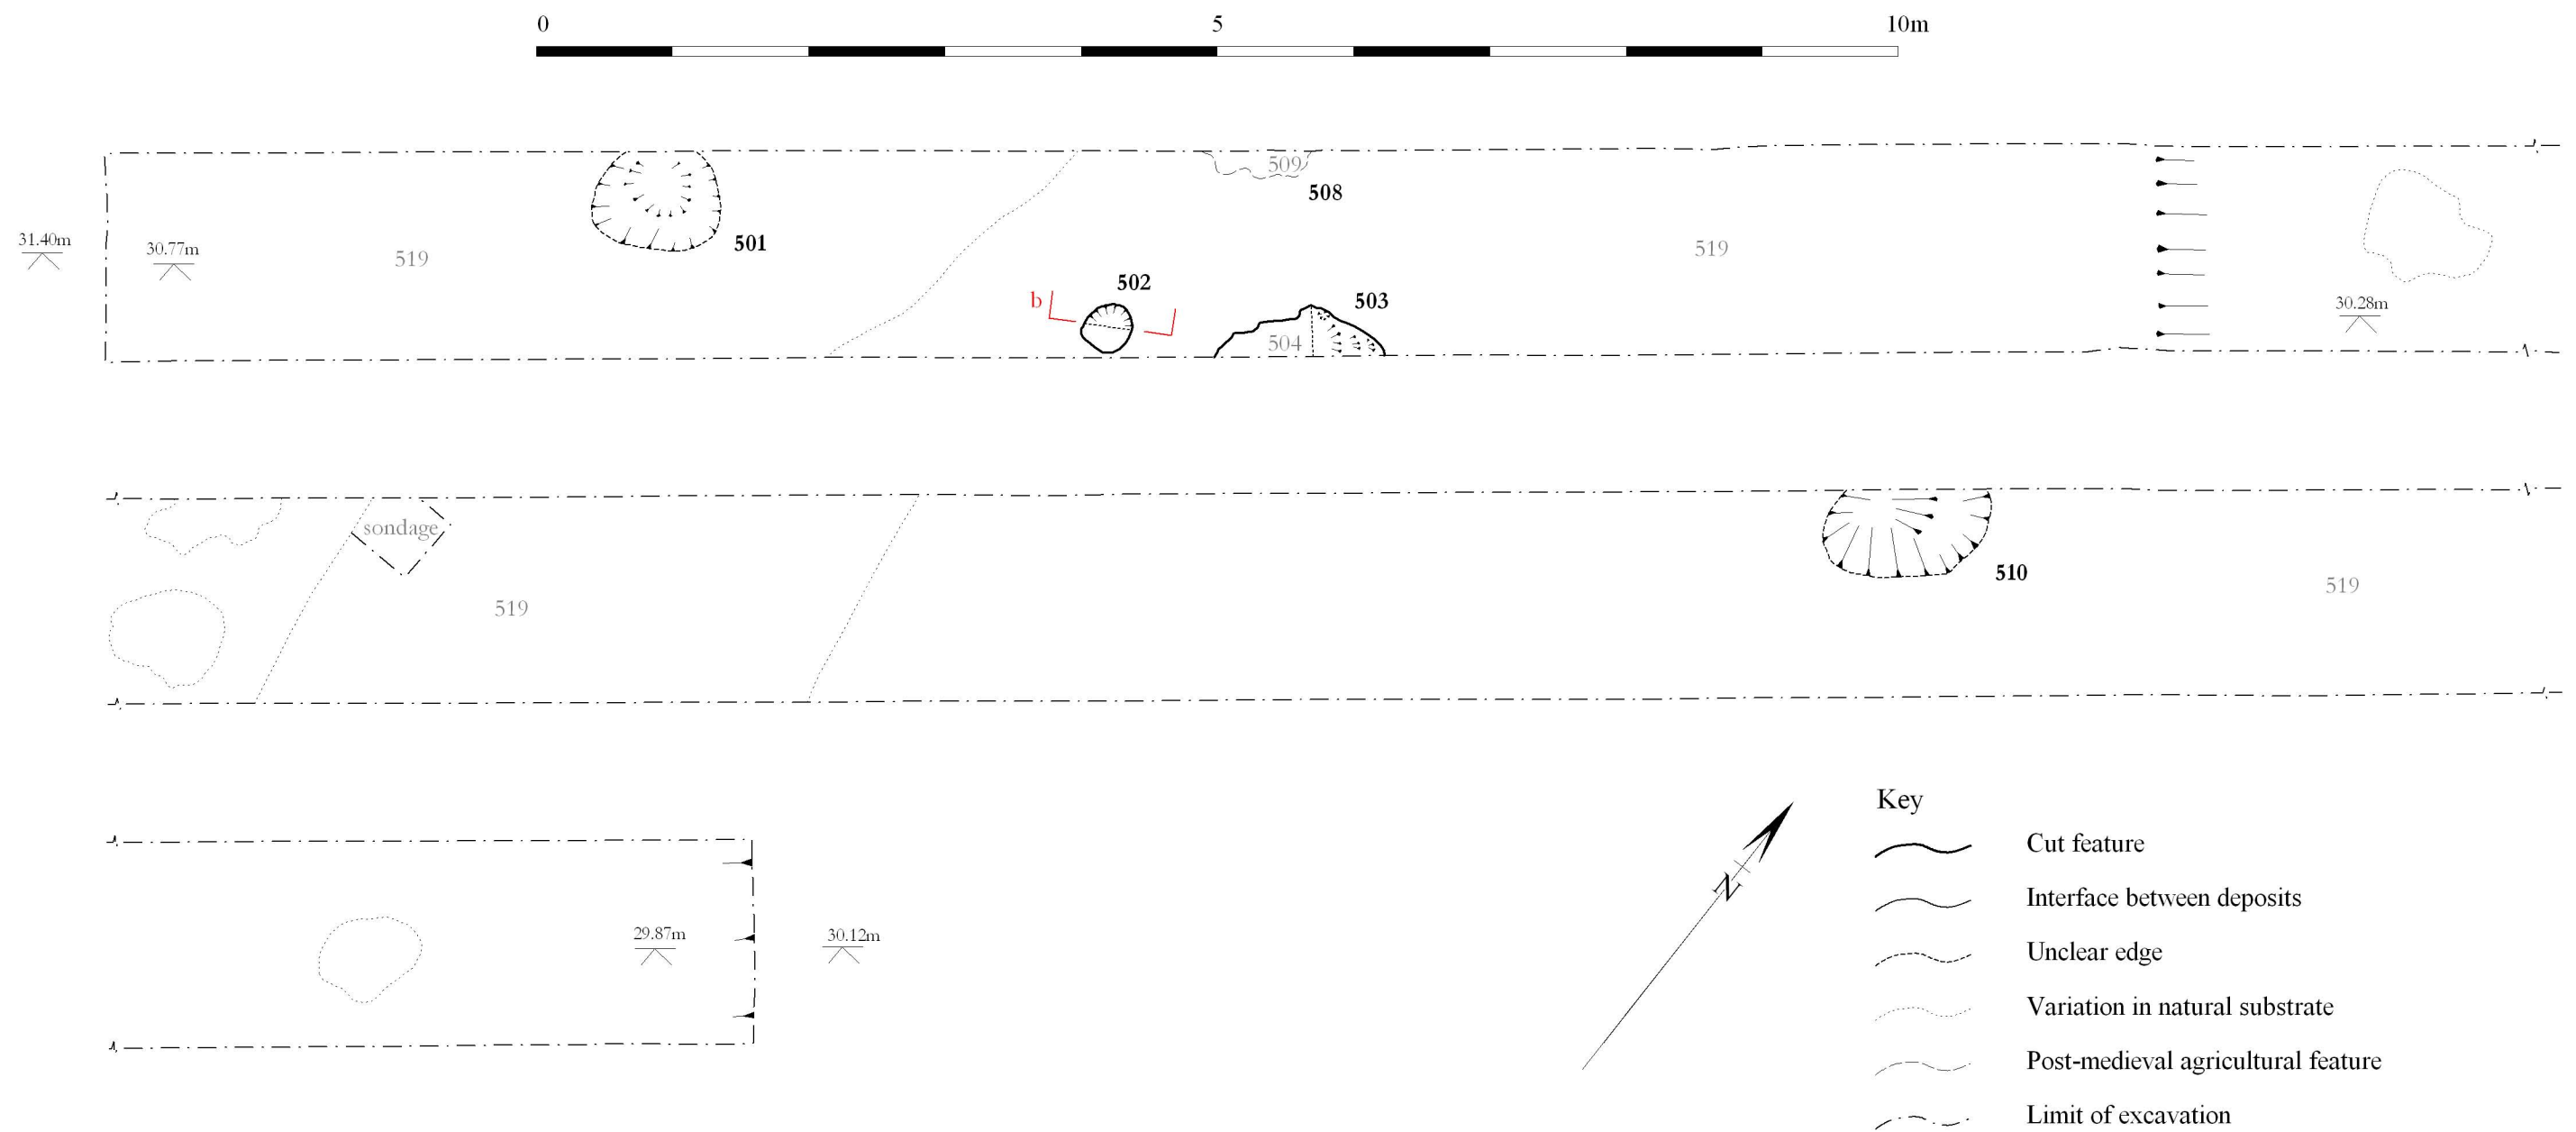 0 5 10m
509
508
501
31.40m
30.77m
519
519
502
b
503
504
30.28m
sondage
519
510
519
29.87m
30.12m
N
Key
Cut feature
Interface between deposits
Unclear edge
Variation in natural substrate
Post-medieval agricultural feature
Limit of excavation